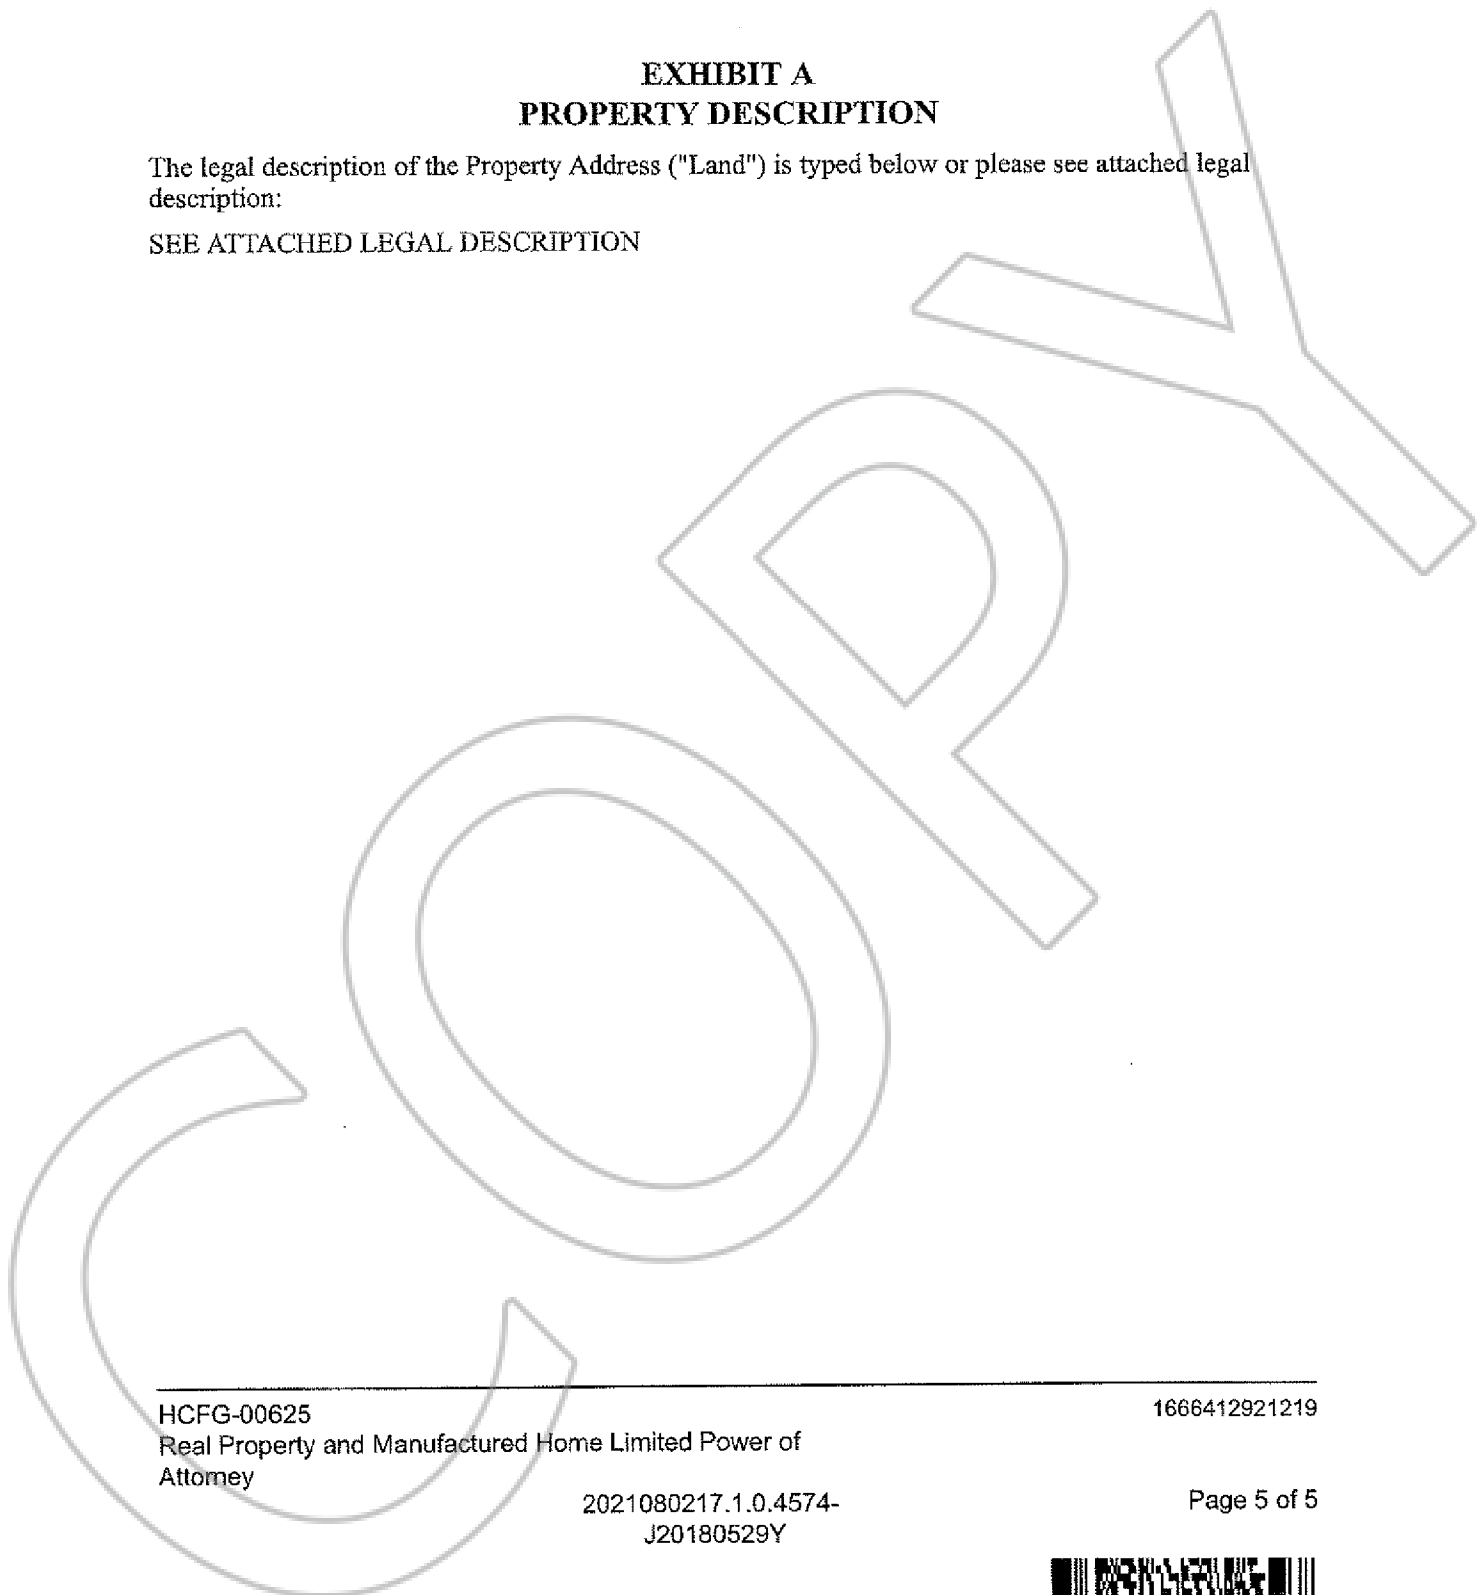 EXHIBIT A
PROPERTY DESCRIPTION
The legal description of the Property Address ("Land") is typed below or please see attached legal
description:
SEE ATTACHED LEGAL DESCRIPTION
COPY
HCFG-00625
1666412921219
Real Property and Manufactured Home Limited Power of
Attorney
2021080217.1.0.4574-
J20180529Y
Page 5 of 5